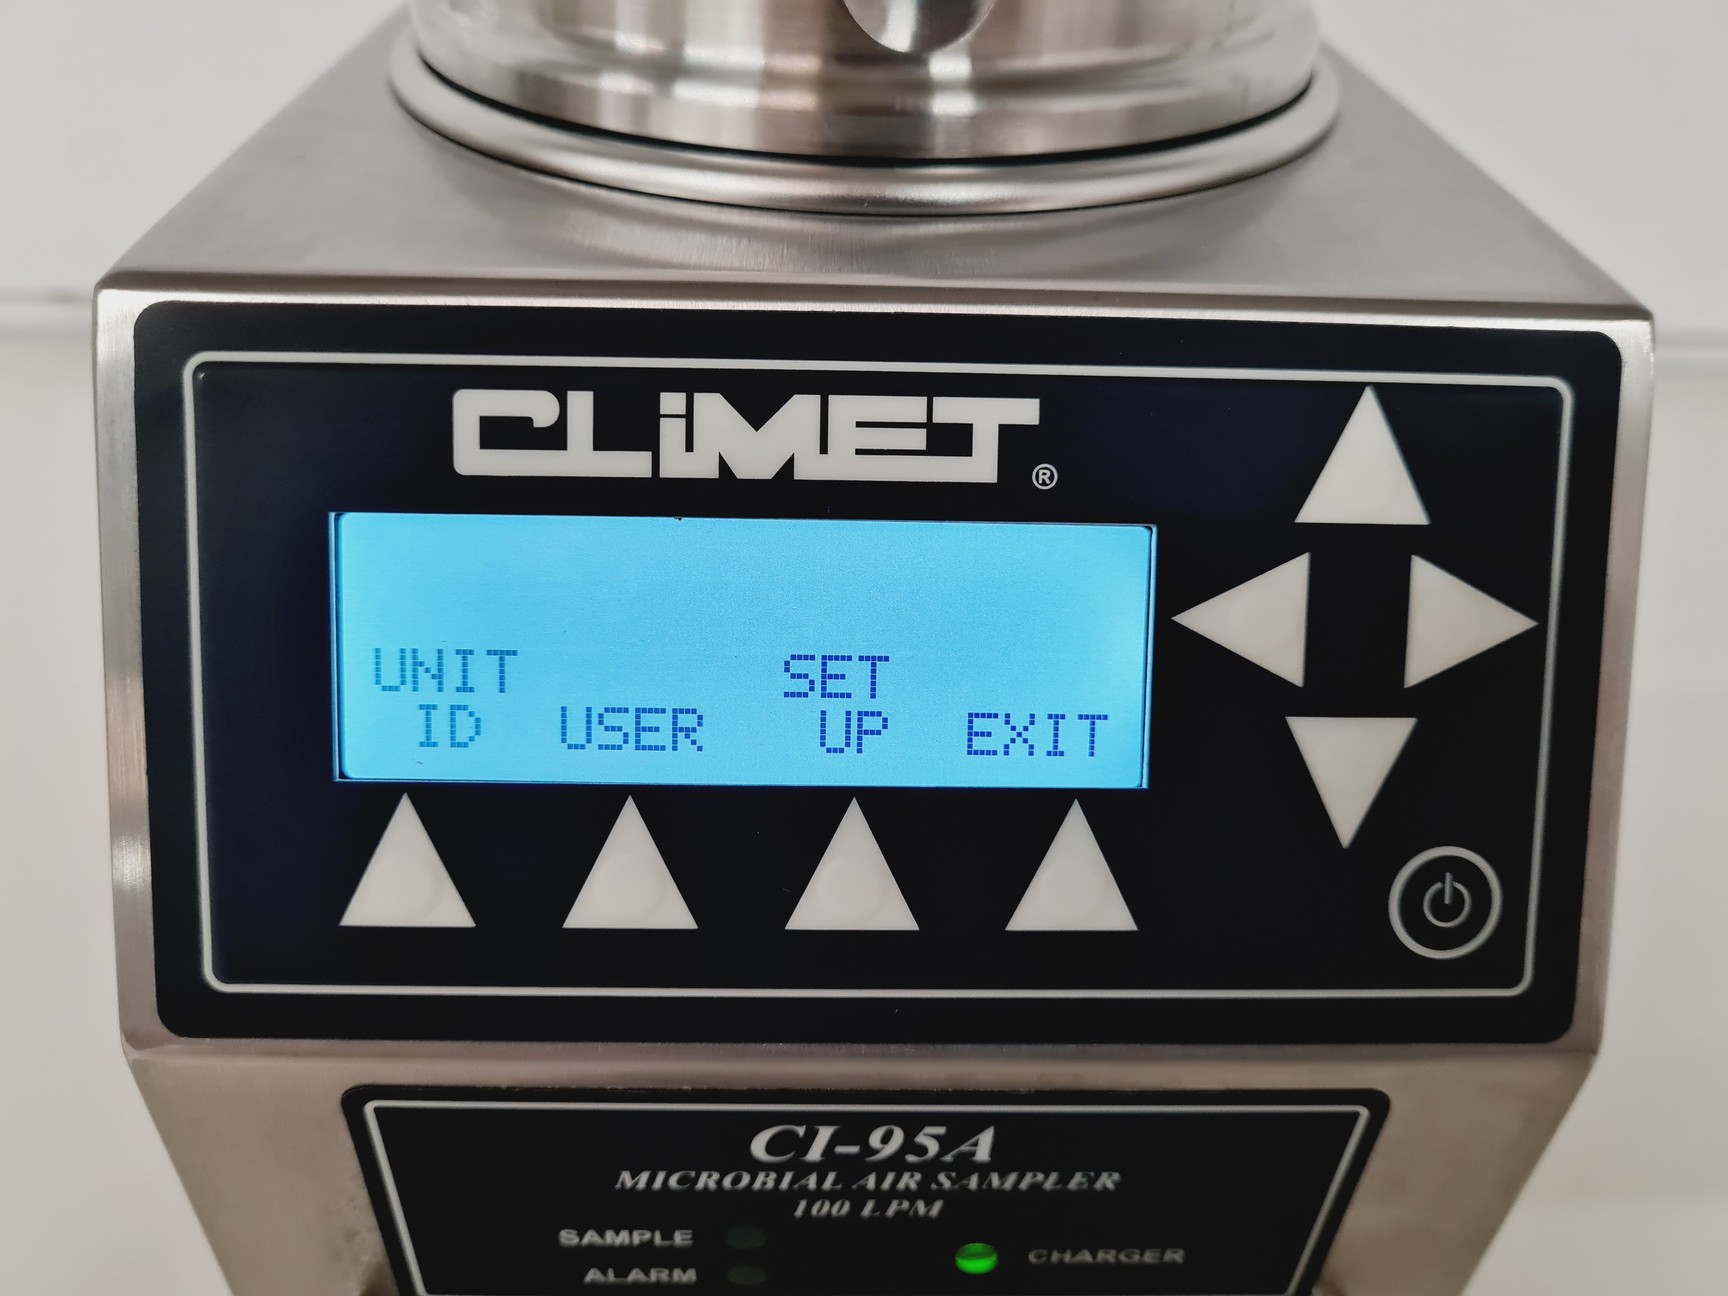 CLiMET ®
UNIT SET
ID USER UP EXIT
CI-95A
MICROBIAL AIR SAMPLER
100 LPM
SAMPLE
CHARGER
ALARM